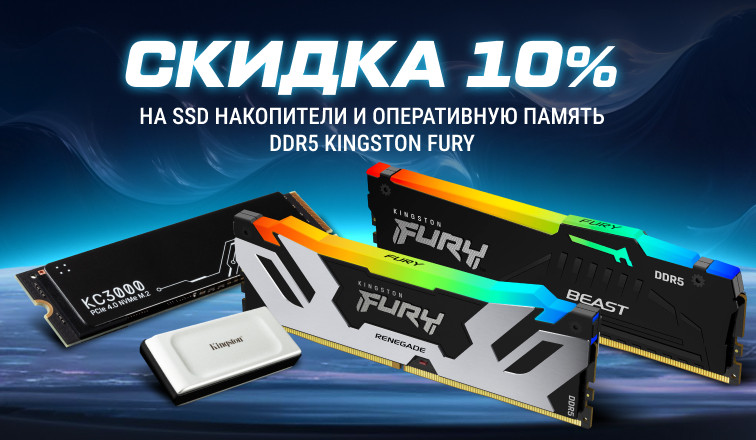 СКИДКА 10%
НА SSD НАКОПИТЕЛИ И ОПЕРАТИВНУЮ ПАМЯТЬ
DDR5 KINGSTON FURY
KINGSTON
FURY
FURY
DDR5
BEAST
KC3000
PCIe 4.0 NVMe M.2
FURY
KINGSTON
FURY
RENEGADE
DDR5
Kingston